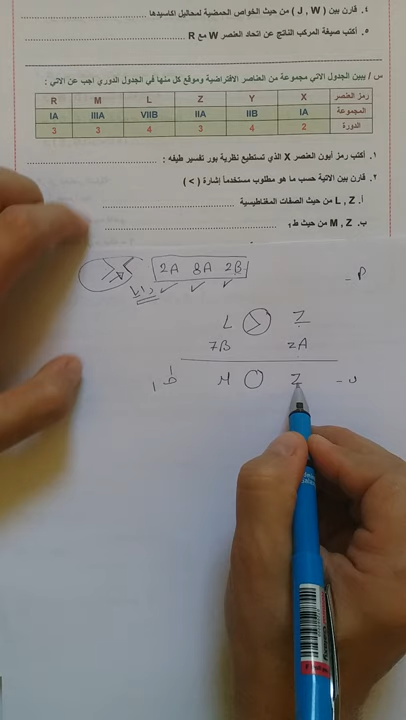 ٤. قارن بين ( J , W ) من حيث الخواص الحمضية لمحاليل اكاسيدها
٥. أكتب صيغة المركب الناتج عن اتحاد العنصر W مع R
س / يبين الجدول الاتي مجموعة من العناصر الافتراضية وموقع كل منها في الجدول الدوري اجب عن الاتي :
رمز العنصر X Y Z L M R
المجموعة IA IIB IIA VIIB IIIA IA
الدورة 2 4 3 4 3 3
١. أكتب رمز أيون العنصر X الذي تستطيع نظرية بور تفسير طيفه :
٢. قارن بين الاتية حسب ما هو مطلوب مستخدماً إشارة ( > )
أ. L , Z من حيث الصفات المغناطيسية
ب. M , Z من حيث ط١
2A 8A 2B
L > Z
7B 2A
M Z